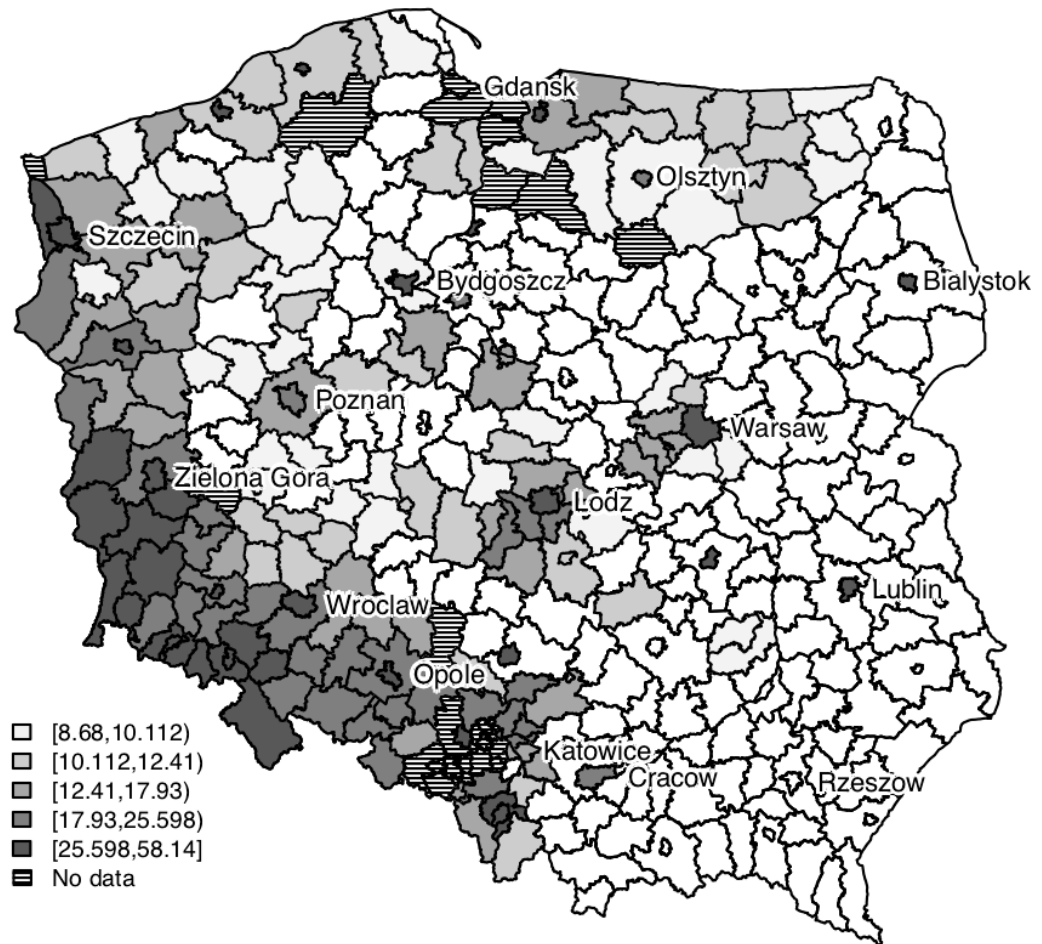 Gdansk
Olsztyn
Szczecin
Bydgoszcz
Bialystok
Poznan
Warsaw
Zielona Gora
Lodz
Wroclaw
Lublin
Opole
Katowice
Cracow
Rzeszow
[8.68,10.112)
[10.112,12.41)
[12.41,17.93)
[17.93,25.598)
[25.598,58.14]
No data